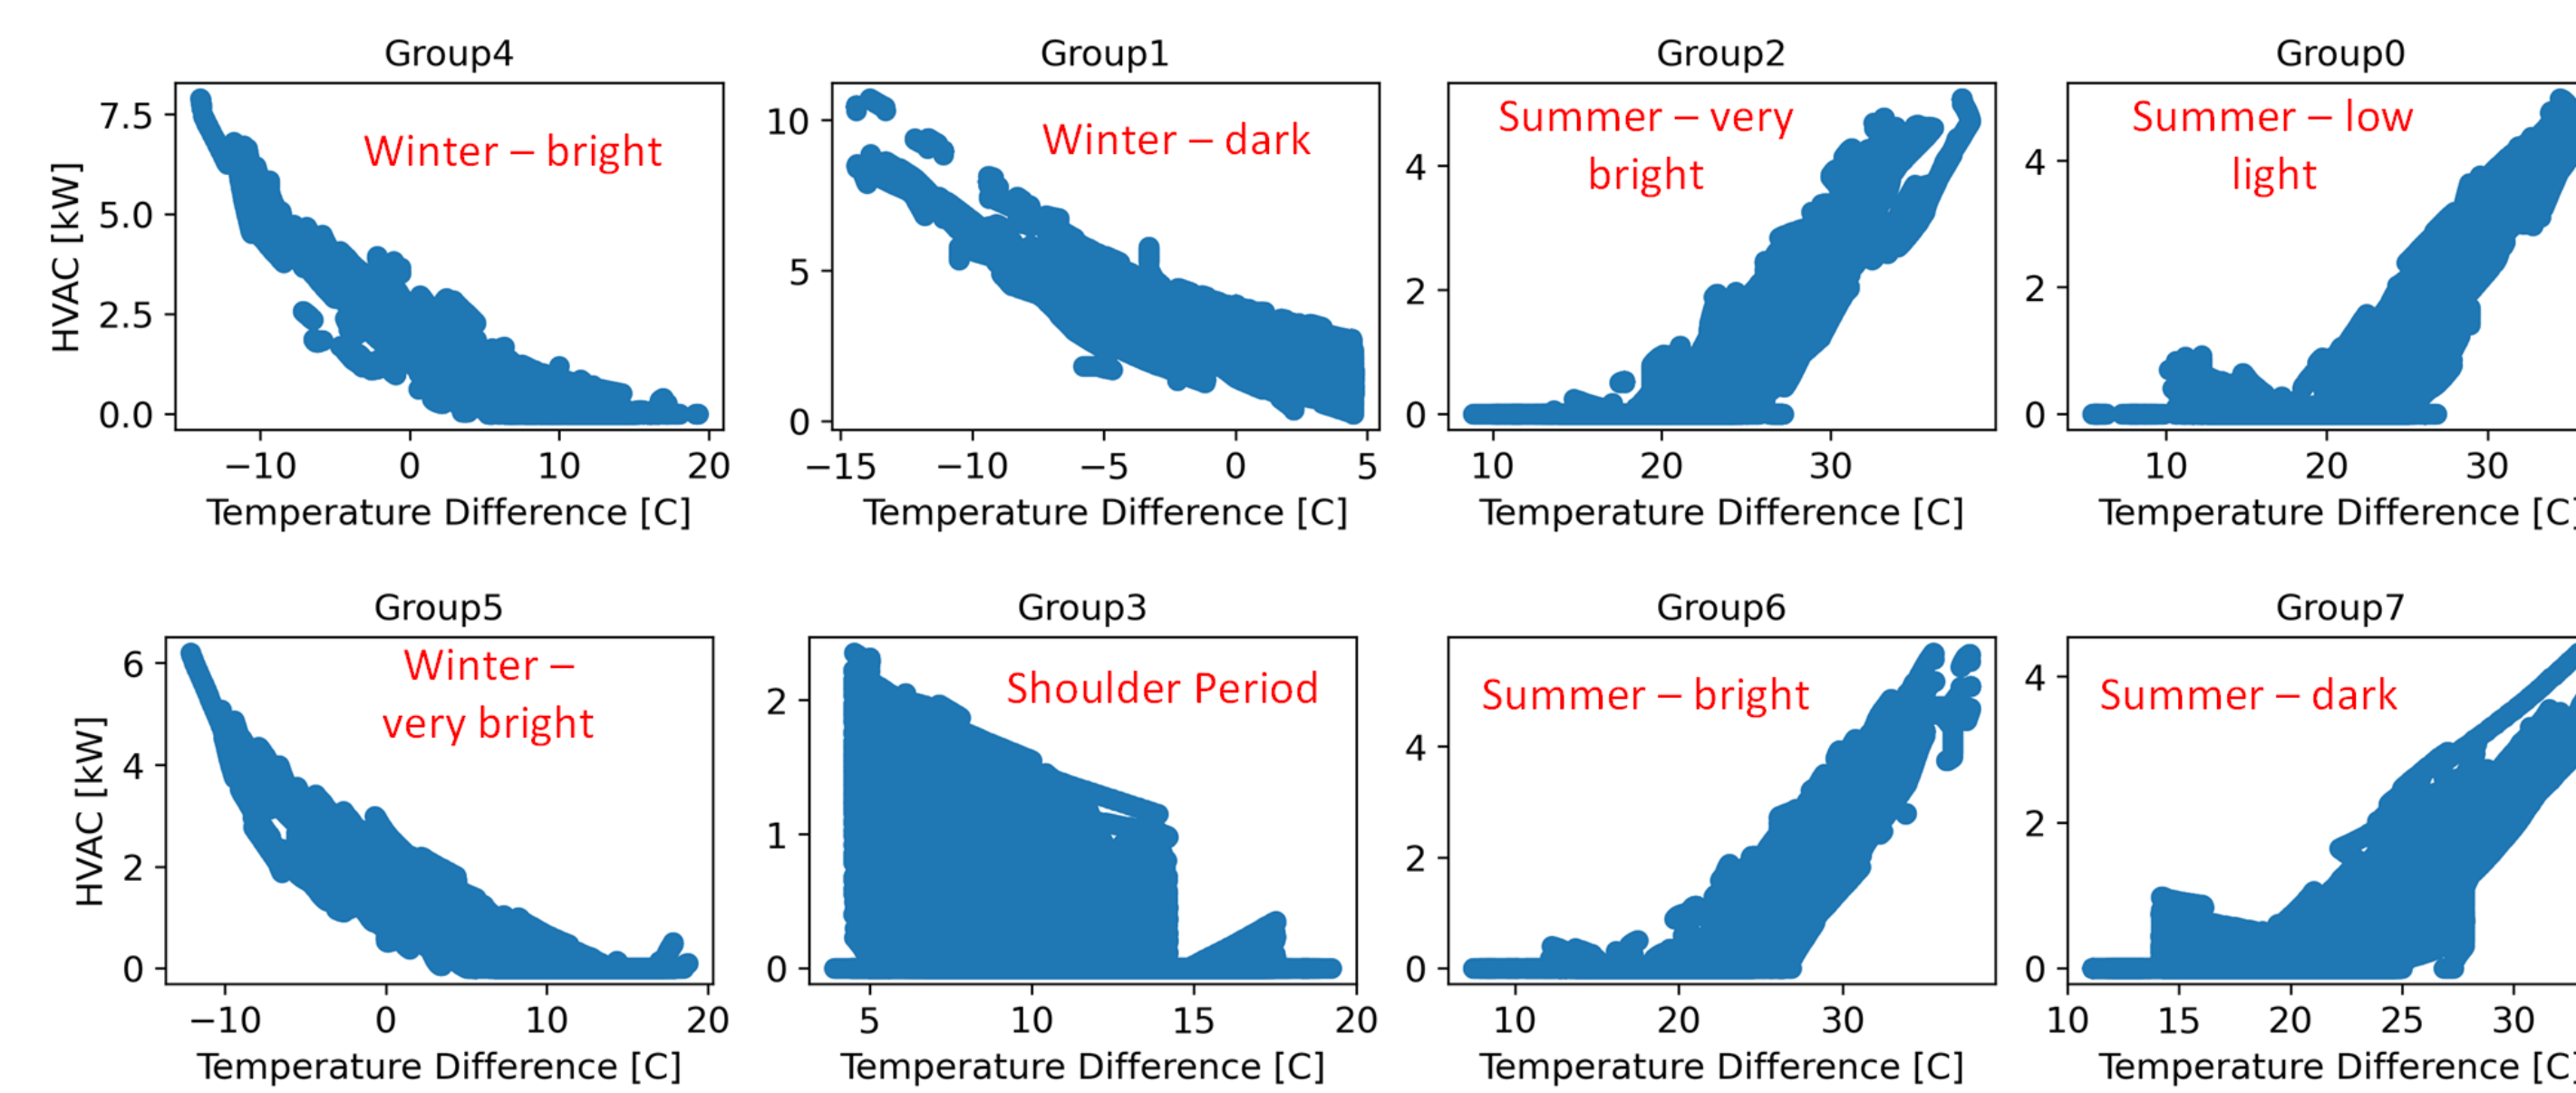 Group4
Group1
Group2
Group0
HVAC [kW]
7.5
5.0
2.5
0.0
Winter – bright
−10
0
10
20
Temperature Difference [C]
10
5
0
Winter – dark
−15
−10
−5
0
5
Temperature Difference [C]
4
2
0
Summer – very
bright
10
20
30
Temperature Difference [C]
4
2
0
Summer – low
light
10
20
30
Temperature Difference [C]
Group5
Group3
Group6
Group7
HVAC [kW]
6
4
2
0
Winter –
very bright
−10
0
10
20
Temperature Difference [C]
2
1
0
Shoulder Period
5
10
15
20
Temperature Difference [C]
4
2
0
Summer – bright
10
20
30
Temperature Difference [C]
4
2
0
Summer – dark
10
15
20
25
30
Temperature Difference [C]